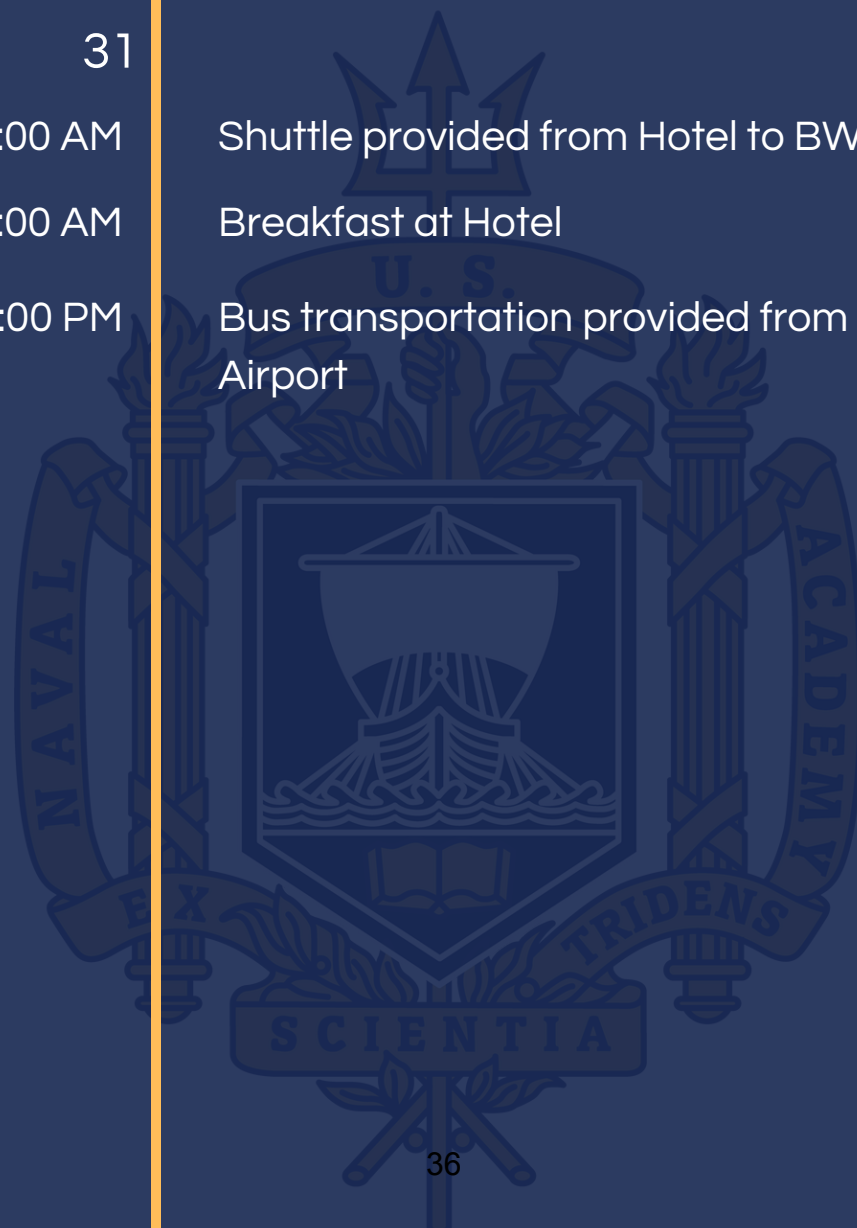 31
:00 AM Shuttle provided from Hotel to BW
:00 AM Breakfast at Hotel
:00 PM Bus transportation provided from
Airport
U. S.
NAVAL
ACADEMY
EX
TRIDENS
SCIENTIA
36